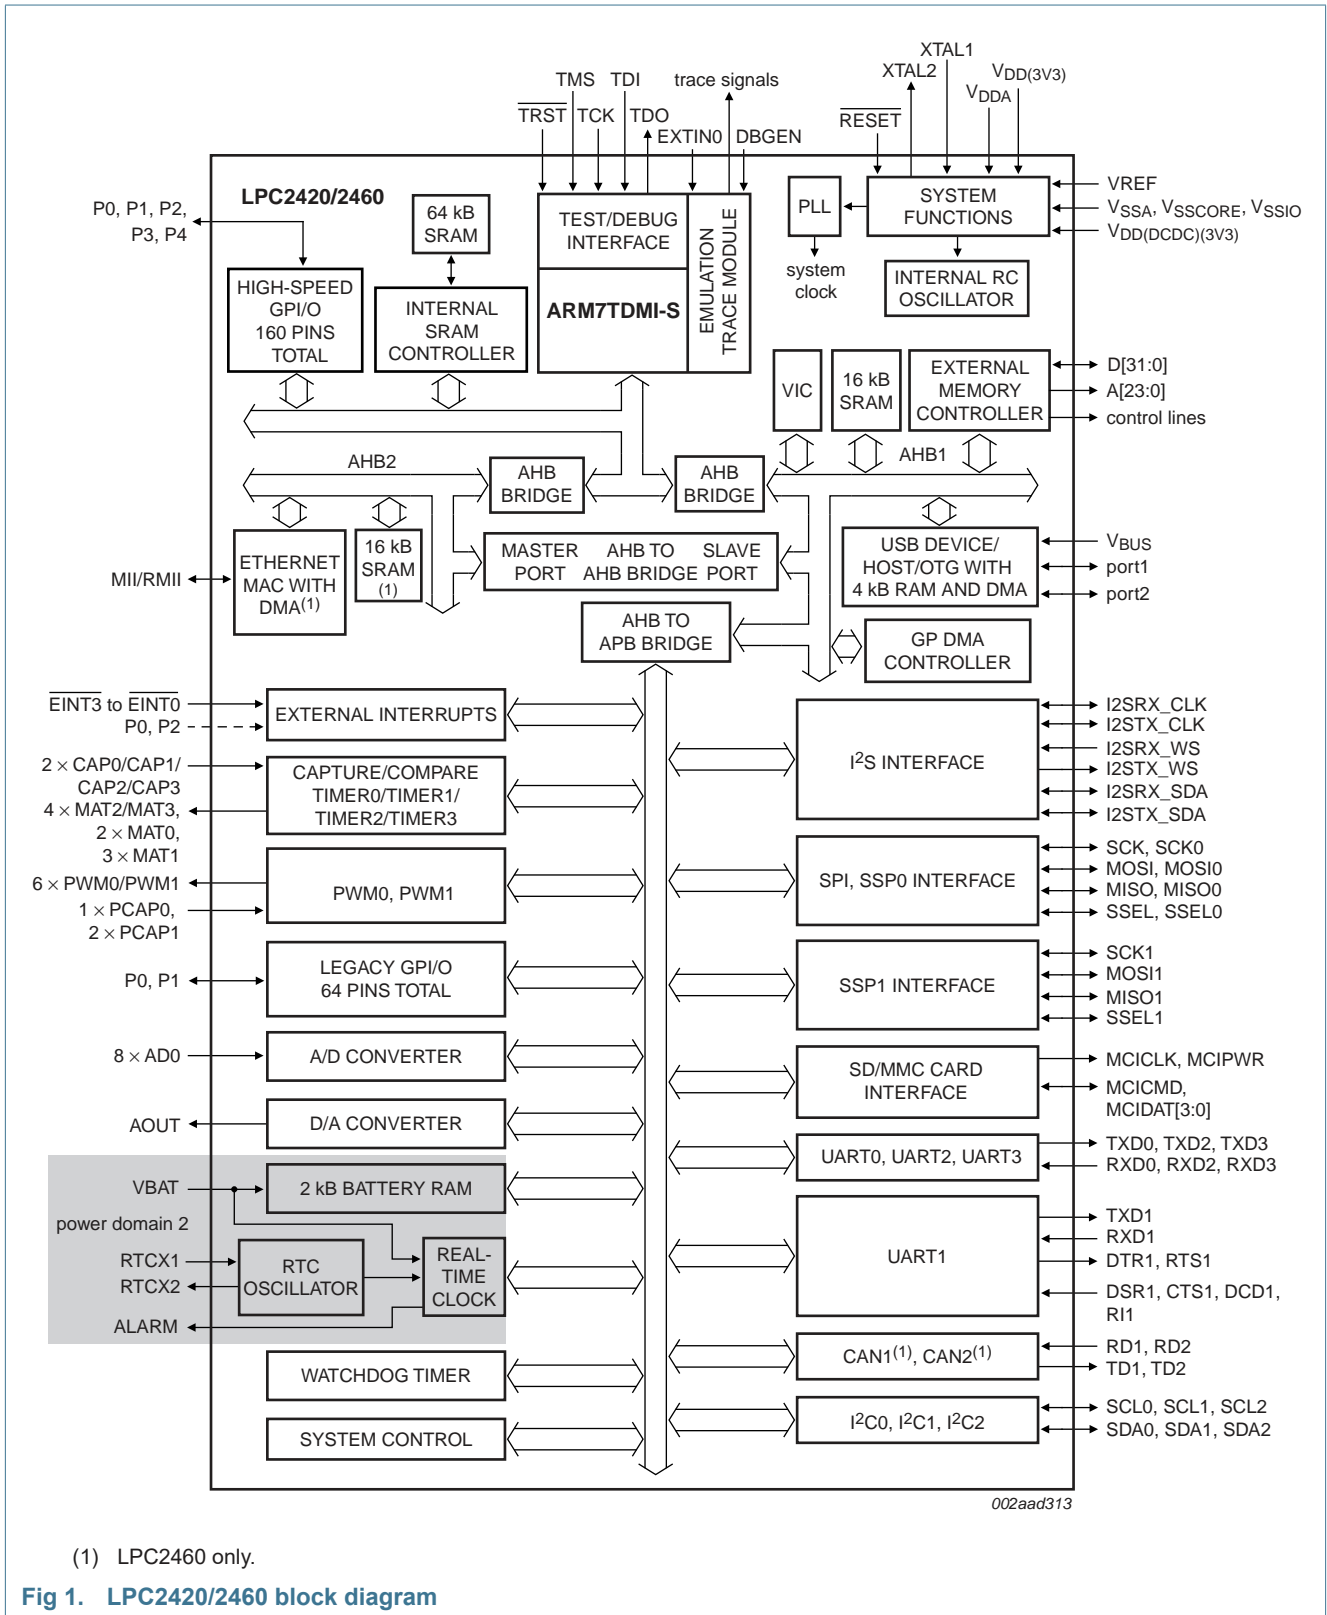 XTAL1
XTAL2
VDD(3V3)
VDDA
TMS
TDI
trace signals
TRST
TCK
TDO
EXTIN0
DBGEN
RESET
LPC2420/2460
P0, P1, P2,
P3, P4
64 kB
SRAM
TEST/DEBUG
INTERFACE
EMULATION
TRACE MODULE
PLL
SYSTEM
FUNCTIONS
VREF
VSSA, VSSCORE, VSSIO
VDD(DCDC)(3V3)
system
clock
INTERNAL RC
OSCILLATOR
HIGH-SPEED
GPI/O
160 PINS
TOTAL
INTERNAL
SRAM
CONTROLLER
ARM7TDMI-S
VIC
16 kB
SRAM
EXTERNAL
MEMORY
CONTROLLER
D[31:0]
A[23:0]
control lines
AHB2
AHB
BRIDGE
AHB
BRIDGE
AHB1
ETHERNET
MAC WITH
DMA(1)
MII/RMII
16 kB
SRAM
(1)
MASTER
PORT
AHB TO
AHB BRIDGE
SLAVE
PORT
USB DEVICE/
HOST/OTG WITH
4 kB RAM AND DMA
VBUS
port1
port2
AHB TO
APB BRIDGE
GP DMA
CONTROLLER
EINT3 to EINT0
P0, P2
EXTERNAL INTERRUPTS
2 × CAP0/CAP1/
CAP2/CAP3
4 × MAT2/MAT3,
2 × MAT0,
3 × MAT1
CAPTURE/COMPARE
TIMER0/TIMER1/
TIMER2/TIMER3
6 × PWM0/PWM1
1 × PCAP0,
2 × PCAP1
PWM0, PWM1
P0, P1
LEGACY GPI/O
64 PINS TOTAL
8 × AD0
A/D CONVERTER
AOUT
D/A CONVERTER
VBAT
2 kB BATTERY RAM
power domain 2
RTCX1
RTCX2
RTC
OSCILLATOR
REAL-
TIME
CLOCK
ALARM
WATCHDOG TIMER
SYSTEM CONTROL
I2S INTERFACE
I2SRX_CLK
I2STX_CLK
I2SRX_WS
I2STX_WS
I2SRX_SDA
I2STX_SDA
SPI, SSP0 INTERFACE
SCK, SCK0
MOSI, MOSI0
MISO, MISO0
SSEL, SSEL0
SSP1 INTERFACE
SCK1
MOSI1
MISO1
SSEL1
SD/MMC CARD
INTERFACE
MCICLK, MCIPWR
MCICMD,
MCIDAT[3:0]
UART0, UART2, UART3
TXD0, TXD2, TXD3
RXD0, RXD2, RXD3
UART1
TXD1
RXD1
DTR1, RTS1
DSR1, CTS1, DCD1,
RI1
CAN1(1), CAN2(1)
RD1, RD2
TD1, TD2
I2C0, I2C1, I2C2
SCL0, SCL1, SCL2
SDA0, SDA1, SDA2
002aad313
(1) LPC2460 only.
Fig 1. LPC2420/2460 block diagram